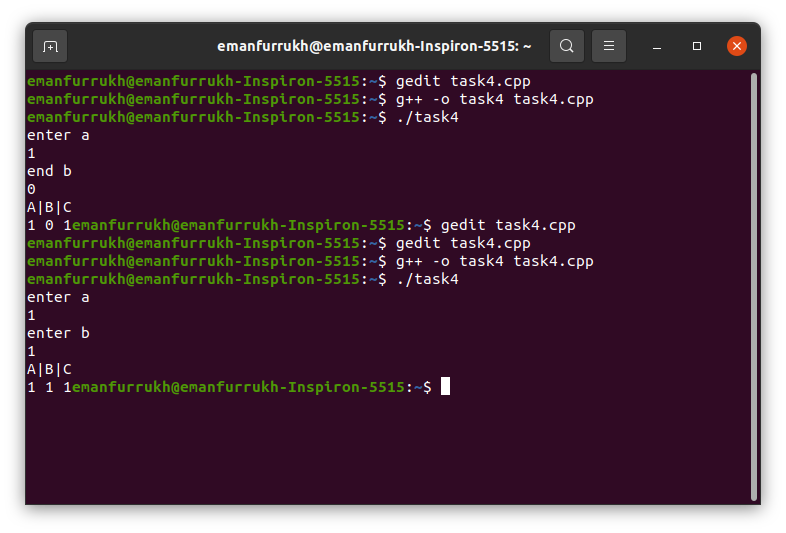 emanfurrukh@emanfurrukh-Inspiron-5515: ~
emanfurrukh@emanfurrukh-Inspiron-5515:~$ gedit task4.cpp
emanfurrukh@emanfurrukh-Inspiron-5515:~$ g++ -o task4 task4.cpp
emanfurrukh@emanfurrukh-Inspiron-5515:~$ ./task4
enter a
1
end b
0
A|B|C
1 0 1emanfurrukh@emanfurrukh-Inspiron-5515:~$ gedit task4.cpp
emanfurrukh@emanfurrukh-Inspiron-5515:~$ gedit task4.cpp
emanfurrukh@emanfurrukh-Inspiron-5515:~$ g++ -o task4 task4.cpp
emanfurrukh@emanfurrukh-Inspiron-5515:~$ ./task4
enter a
1
enter b
1
A|B|C
1 1 1emanfurrukh@emanfurrukh-Inspiron-5515:~$